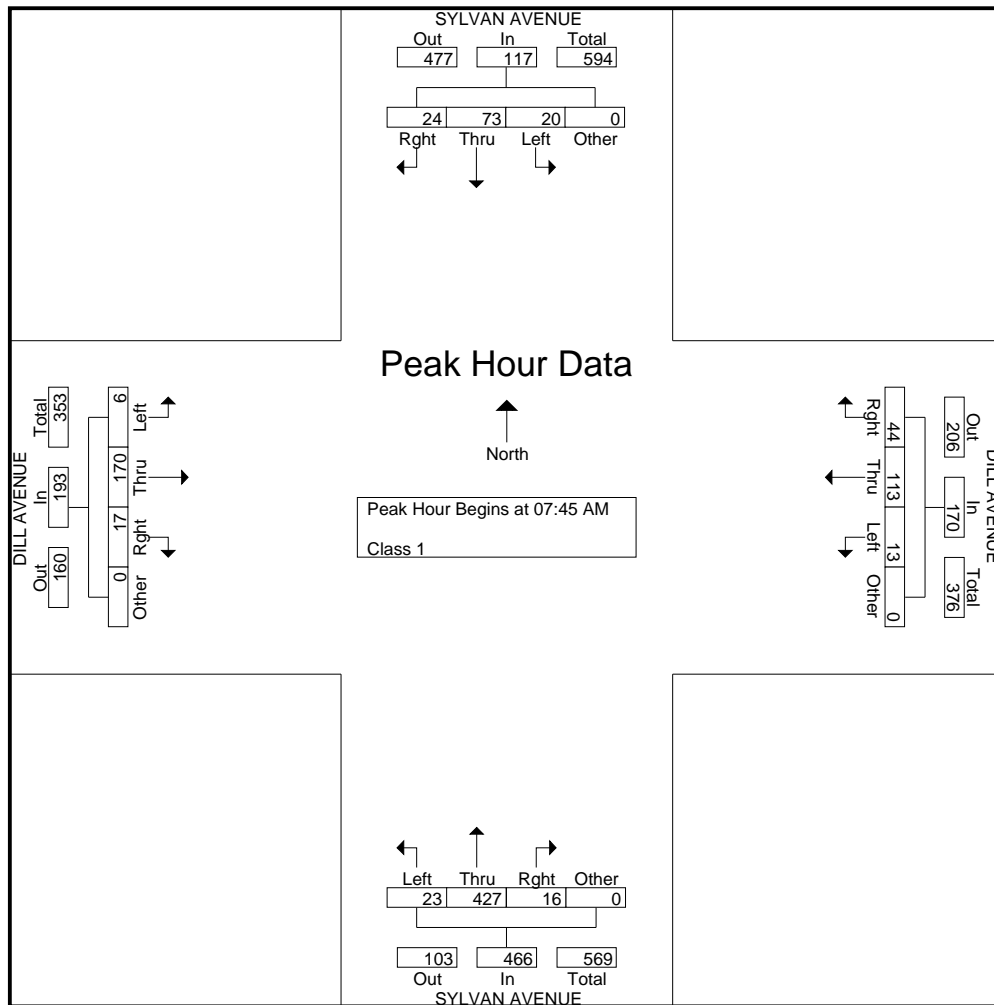 SYLVAN AVENUE
Out In Total
477 117 594
24 73 20 0
Rght Thru Left Other
Peak Hour Data
North
Peak Hour Begins at 07:45 AM
Class 1
DILL AVENUE
Total In Out
353 193 160
6 170 17 0
Left Thru Rght Other
Rght Thru Left Other
44 113 13 0
Out In Total
206 170 376
DILL AVENUE
Left Thru Rght Other
23 427 16 0
103 466 569
Out In Total
SYLVAN AVENUE